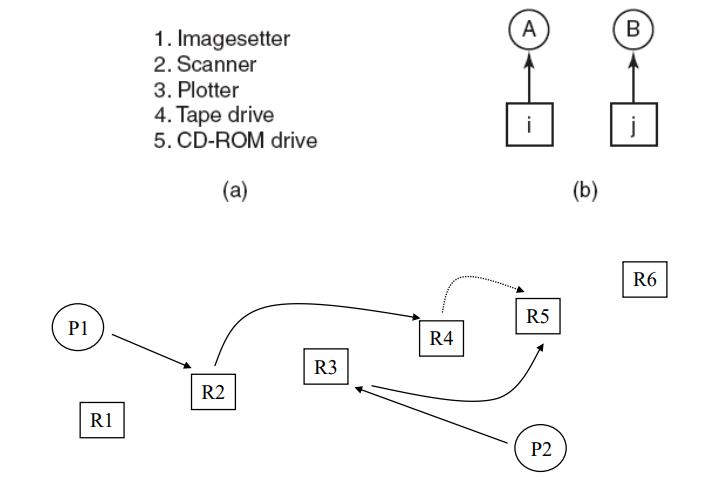 1. Imagesetter
2. Scanner
3. Plotter
4. Tape drive
5. CD-ROM drive
(a)
A
B
i
j
(b)
R6
P1
R5
R4
R3
R2
R1
P2